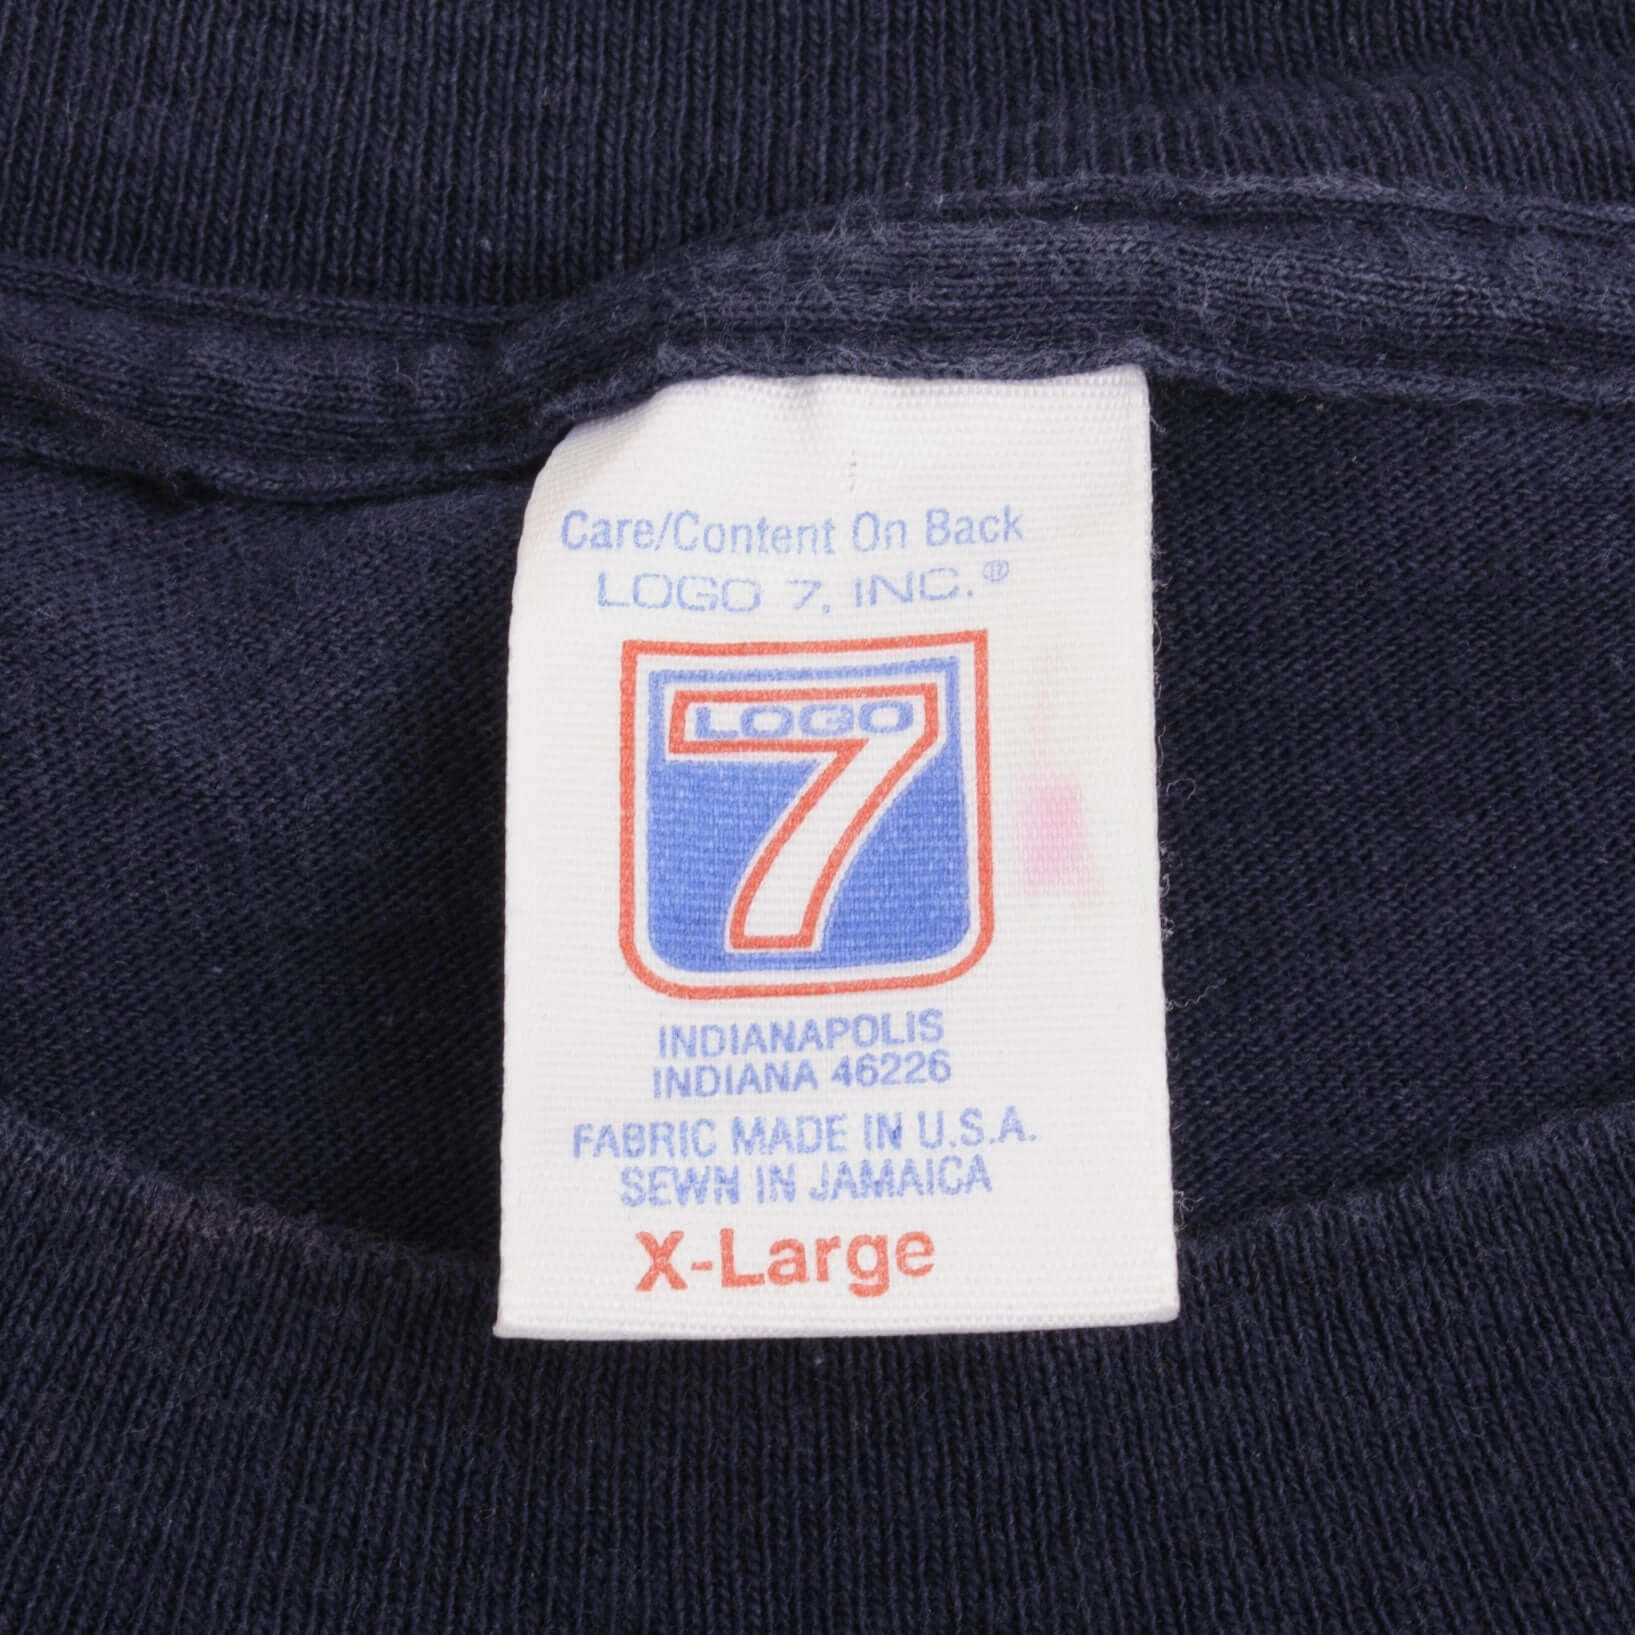 Care/Content On Back
LOGO 7, INC.®
LOGO
7
INDIANAPOLIS
INDIANA 46226
FABRIC MADE IN U.S.A.
SEWN IN JAMAICA
X-Large